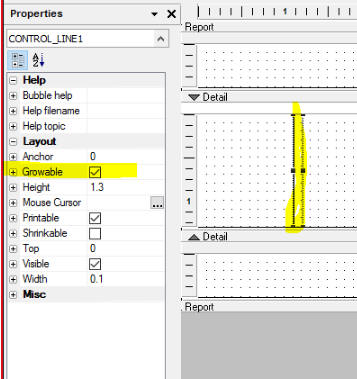 Properties
CONTROL_LINE1
Help
Bubble help
Help filename
Help topic
Layout
Anchor 0
Growable
Height 1.3
Mouse Cursor ...
Printable
Shrinkable
Top 0
Visible
Width 0.1
Misc
1
Report
Detail
1
Detail
Report